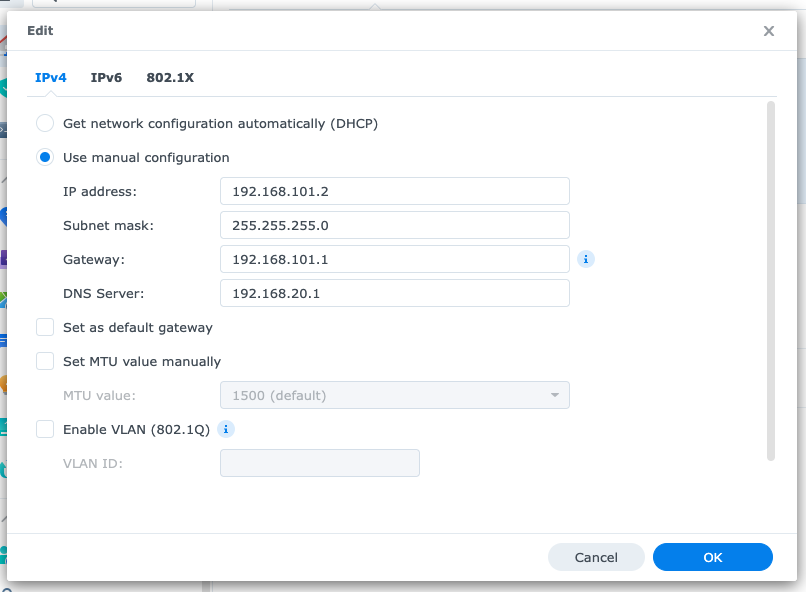 Edit
IPv4 IPv6 802.1X
Get network configuration automatically (DHCP)
Use manual configuration
IP address: 192.168.101.2
Subnet mask: 255.255.255.0
Gateway: 192.168.101.1
DNS Server: 192.168.20.1
Set as default gateway
Set MTU value manually
MTU value: 1500 (default)
Enable VLAN (802.1Q)
VLAN ID:
Cancel OK